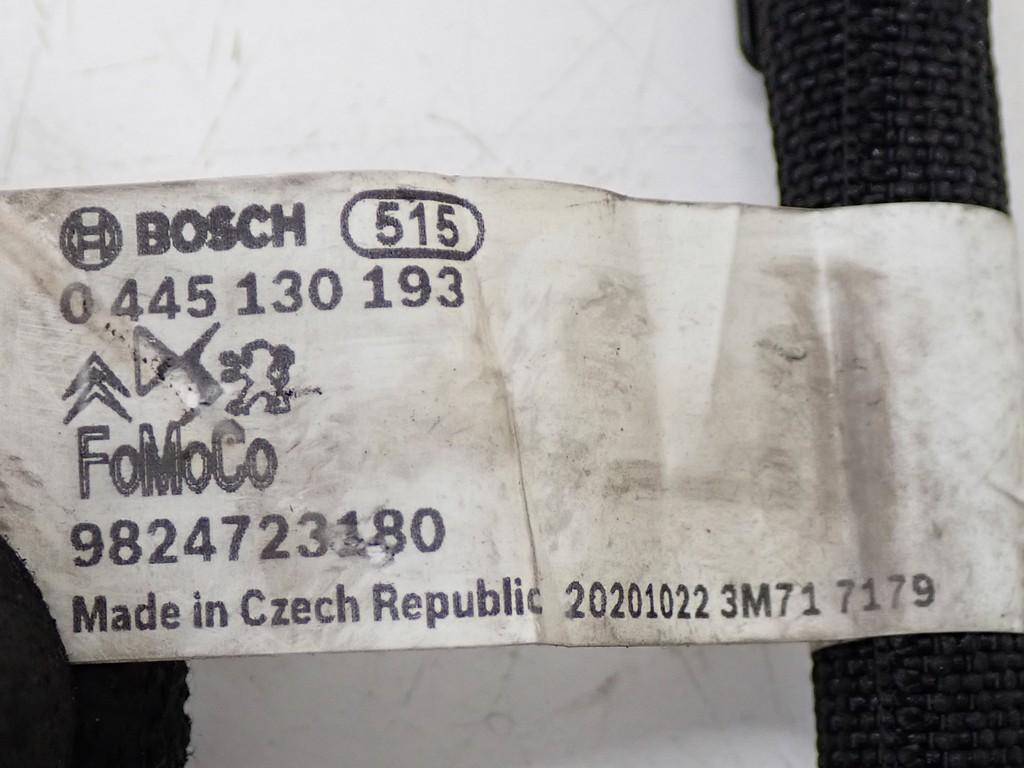 BOSCH 515
0 445 130 193
FoMoCo
9824723180
Made in Czech Republic 20201022 3M71 7179